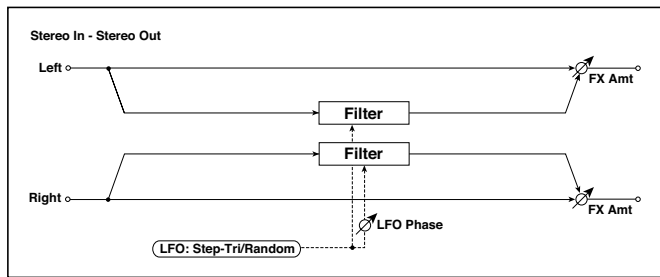 Stereo In - Stereo Out
Left
FX Amt
Filter
Filter
Right
FX Amt
LFO Phase
LFO: Step-Tri/Random